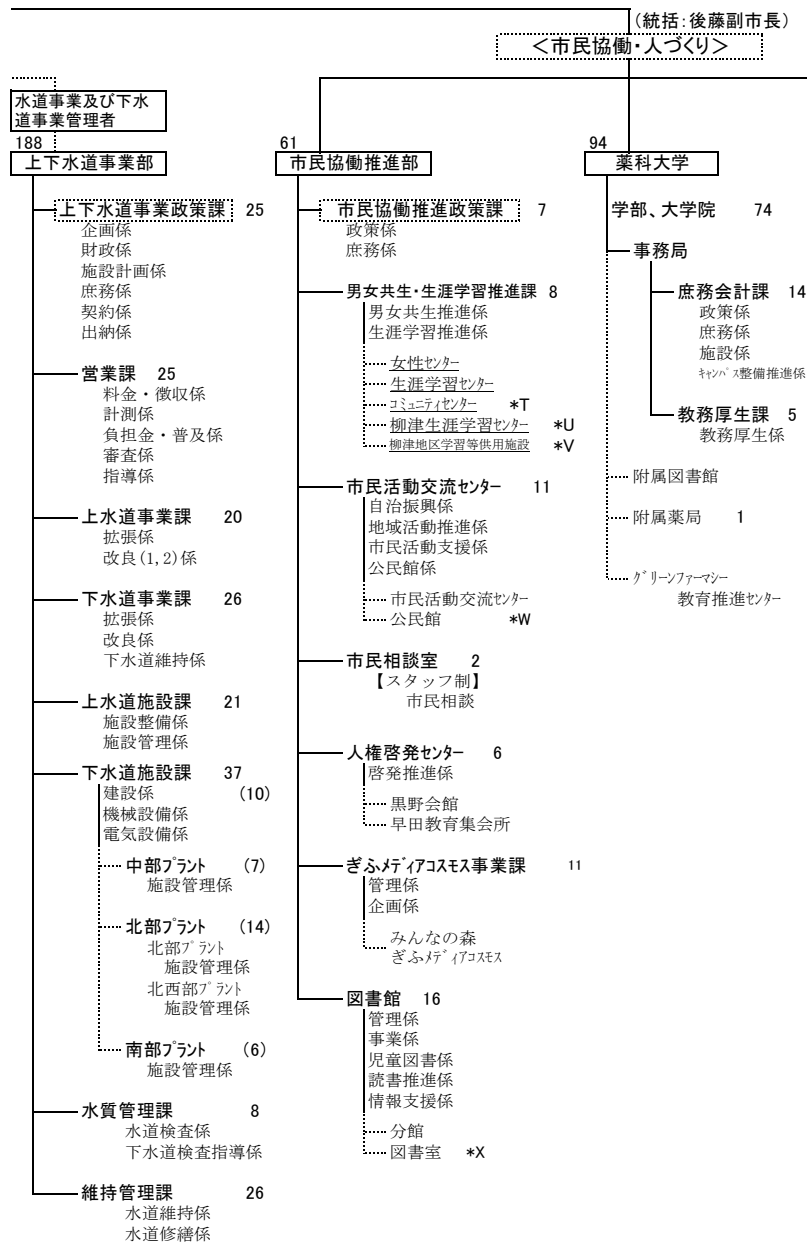 (統括:後藤副市長)
<市民協働・人づくり>
水道事業及び下水
道事業管理者
188
上下水道事業部
上下水道事業政策課 25
企画係
財政係
施設計画係
庶務係
契約係
出納係
営業課 25
料金・徴収係
計測係
負担金・普及係
審査係
指導係
上水道事業課 20
拡張係
改良(1,2)係
下水道事業課 26
拡張係
改良係
下水道維持係
上水道施設課 21
施設整備係
施設管理係
下水道施設課 37
建設係 (10)
機械設備係
電気設備係
中部プラント (7)
施設管理係
北部プラント (14)
北部プラント
施設管理係
北西部プラント
施設管理係
南部プラント (6)
施設管理係
水質管理課 8
水道検査係
下水道検査指導係
維持管理課 26
水道維持係
水道修繕係
61
市民協働推進部
市民協働推進政策課 7
政策係
庶務係
男女共生・生涯学習推進課 8
男女共生推進係
生涯学習推進係
女性センター
生涯学習センター
コミュニティセンター *T
柳津生涯学習センター *U
柳津地区学習等供用施設 *V
市民活動交流センター 11
自治振興係
地域活動推進係
市民活動支援係
公民館係
市民活動交流センター
公民館 *W
市民相談室 2
【スタッフ制】
市民相談
人権啓発センター 6
啓発推進係
黒野会館
早田教育集会所
ぎふメディアコスモス事業課 11
管理係
企画係
みんなの森
ぎふメディアコスモス
図書館 16
管理係
事業係
児童図書係
読書推進係
情報支援係
分館
図書室 *X
94
薬科大学
学部、大学院 74
事務局
庶務会計課 14
政策係
庶務係
施設係
キャンパス整備推進係
教務厚生課 5
教務厚生係
附属図書館
附属薬局 1
グリーンファーマシー
教育推進センター